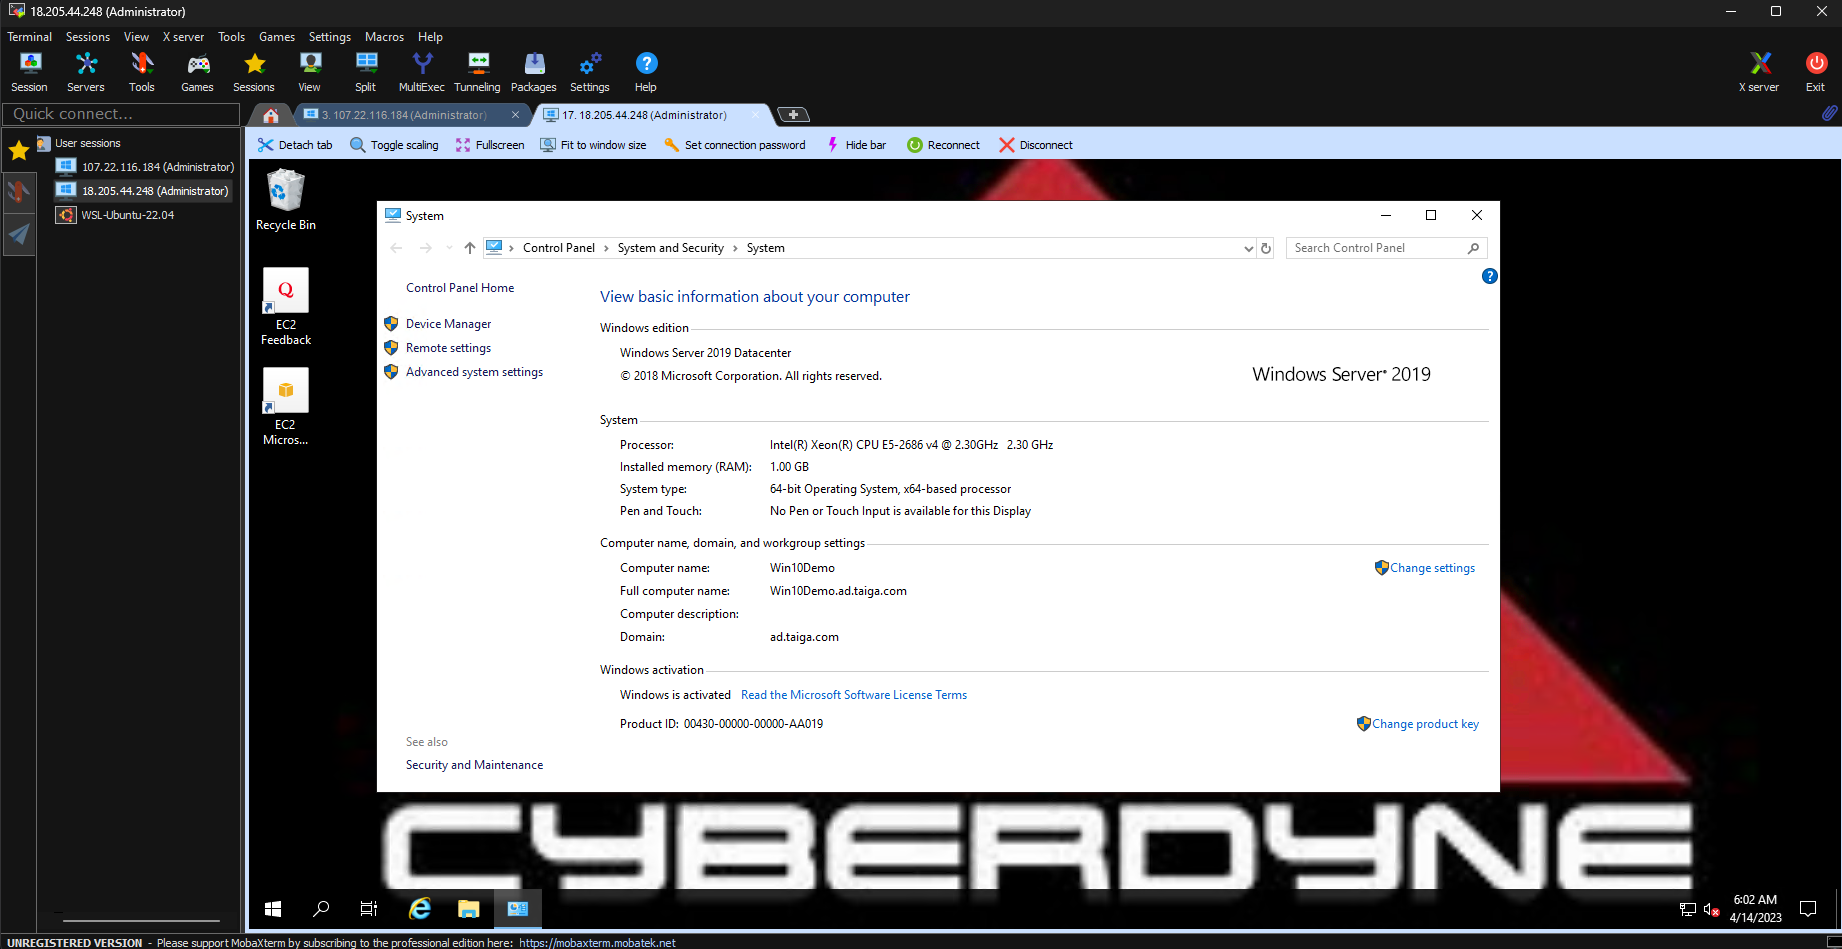 18.205.44.248 (Administrator)
Terminal Sessions View X server Tools Games Settings Macros Help
Session Servers Tools Games Sessions View Split MultiExec Tunneling Packages Settings Help X server Exit
Quick connect...
3. 107.22.116.184 (Administrator)
17. 18.205.44.248 (Administrator)
Detach tab Toggle scaling Fullscreen Fit to window size Set connection password Hide bar Reconnect Disconnect
User sessions
107.22.116.184 (Administrator)
18.205.44.248 (Administrator)
WSL-Ubuntu-22.04
Recycle Bin
EC2
Feedback
EC2
Micros...
System
Control Panel › System and Security › System
Search Control Panel
Control Panel Home
Device Manager
Remote settings
Advanced system settings
See also
Security and Maintenance
View basic information about your computer
Windows edition
Windows Server 2019 Datacenter
© 2018 Microsoft Corporation. All rights reserved.
Windows Server® 2019
System
Processor: Intel(R) Xeon(R) CPU E5-2686 v4 @ 2.30GHz 2.30 GHz
Installed memory (RAM): 1.00 GB
System type: 64-bit Operating System, x64-based processor
Pen and Touch: No Pen or Touch Input is available for this Display
Computer name, domain, and workgroup settings
Computer name: Win10Demo
Change settings
Full computer name: Win10Demo.ad.taiga.com
Computer description:
Domain: ad.taiga.com
Windows activation
Windows is activated Read the Microsoft Software License Terms
Product ID: 00430-00000-00000-AA019
Change product key
CYBERDYNE
6:02 AM
4/14/2023
UNREGISTERED VERSION - Please support MobaXterm by subscribing to the professional edition here: https://mobaxterm.mobatek.net